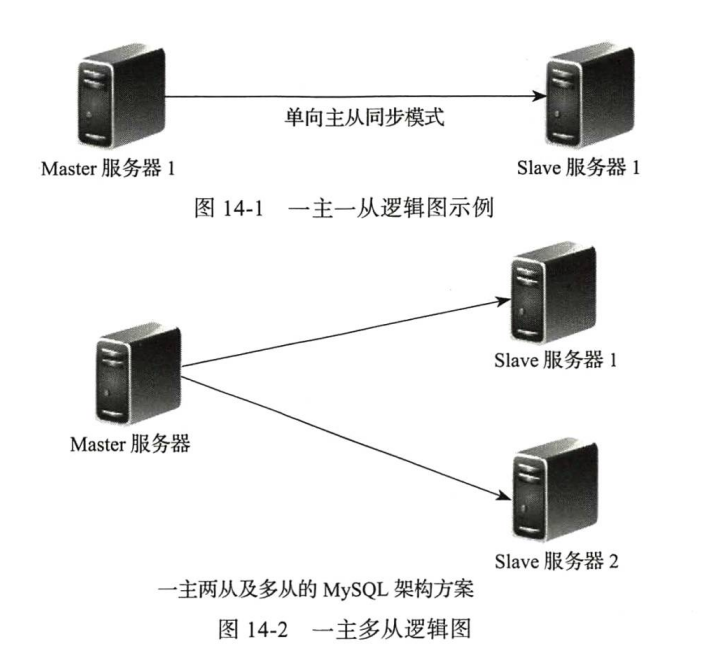 单向主从同步模式
Master 服务器 1
Slave 服务器 1
图 14-1 一主一从逻辑图示例
Slave 服务器 1
Master 服务器
Slave 服务器 2
一主两从及多从的 MySQL 架构方案
图 14-2 一主多从逻辑图